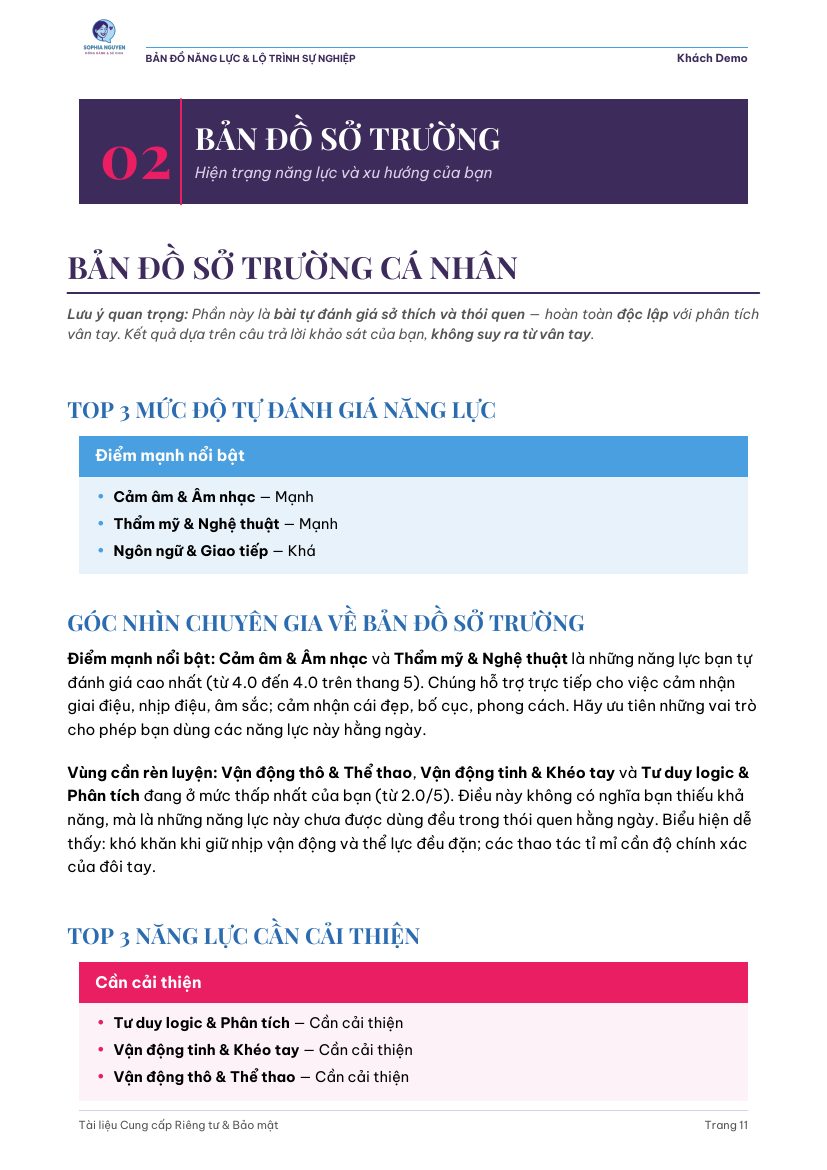 SOPHIA NGUYEN
BẢN ĐỒ NĂNG LỰC & LỘ TRÌNH SỰ NGHIỆP
Khách Demo
02
BẢN ĐỒ SỞ TRƯỜNG
Hiện trạng năng lực và xu hướng của bạn
BẢN ĐỒ SỞ TRƯỜNG CÁ NHÂN
Lưu ý quan trọng: Phần này là bài tự đánh giá sở thích và thói quen — hoàn toàn độc lập với phân tích
vân tay. Kết quả dựa trên câu trả lời khảo sát của bạn, không suy ra từ vân tay.
TOP 3 MỨC ĐỘ TỰ ĐÁNH GIÁ NĂNG LỰC
Điểm mạnh nổi bật
• Cảm âm & Âm nhạc — Mạnh
• Thẩm mỹ & Nghệ thuật — Mạnh
• Ngôn ngữ & Giao tiếp — Khá
GÓC NHÌN CHUYÊN GIA VỀ BẢN ĐỒ SỞ TRƯỜNG
Điểm mạnh nổi bật: Cảm âm & Âm nhạc và Thẩm mỹ & Nghệ thuật là những năng lực bạn tự
đánh giá cao nhất (từ 4.0 đến 4.0 trên thang 5). Chúng hỗ trợ trực tiếp cho việc cảm nhận
giai điệu, nhịp điệu, âm sắc; cảm nhận cái đẹp, bố cục, phong cách. Hãy ưu tiên những vai trò
cho phép bạn dùng các năng lực này hằng ngày.
Vùng cần rèn luyện: Vận động thô & Thể thao, Vận động tinh & Khéo tay và Tư duy logic &
Phân tích đang ở mức thấp nhất của bạn (từ 2.0/5). Điều này không có nghĩa bạn thiếu khả
năng, mà là những năng lực này chưa được dùng đều trong thói quen hằng ngày. Biểu hiện dễ
thấy: khó khăn khi giữ nhịp vận động và thể lực đều đặn; các thao tác tỉ mỉ cần độ chính xác
của đôi tay.
TOP 3 NĂNG LỰC CẦN CẢI THIỆN
Cần cải thiện
• Tư duy logic & Phân tích — Cần cải thiện
• Vận động tinh & Khéo tay — Cần cải thiện
• Vận động thô & Thể thao — Cần cải thiện
Tài liệu Cung cấp Riêng tư & Bảo mật
Trang 11